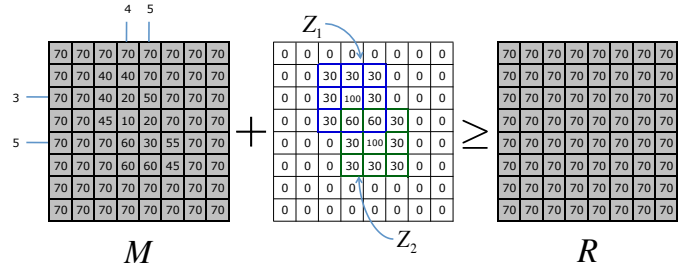 4 5
Z1
70 70 70 70 70 70 70 70 0 0 0 0 0 0 0 0 70 70 70 70 70 70 70 70
70 70 40 40 70 70 70 70 0 0 30 30 30 0 0 0 70 70 70 70 70 70 70 70
3 70 70 40 20 50 70 70 70 0 0 30 100 30 0 0 0 70 70 70 70 70 70 70 70
70 70 45 10 20 70 70 70 + 0 0 30 60 60 30 0 0 ≥ 70 70 70 70 70 70 70 70
5 70 70 70 60 30 55 70 70 0 0 0 30 100 30 0 0 70 70 70 70 70 70 70 70
70 70 70 60 60 45 70 70 0 0 0 30 30 30 0 0 70 70 70 70 70 70 70 70
70 70 70 70 70 70 70 70 0 0 0 0 0 0 0 0 70 70 70 70 70 70 70 70
70 70 70 70 70 70 70 70 0 0 0 0 0 0 0 0 70 70 70 70 70 70 70 70
M Z2 R